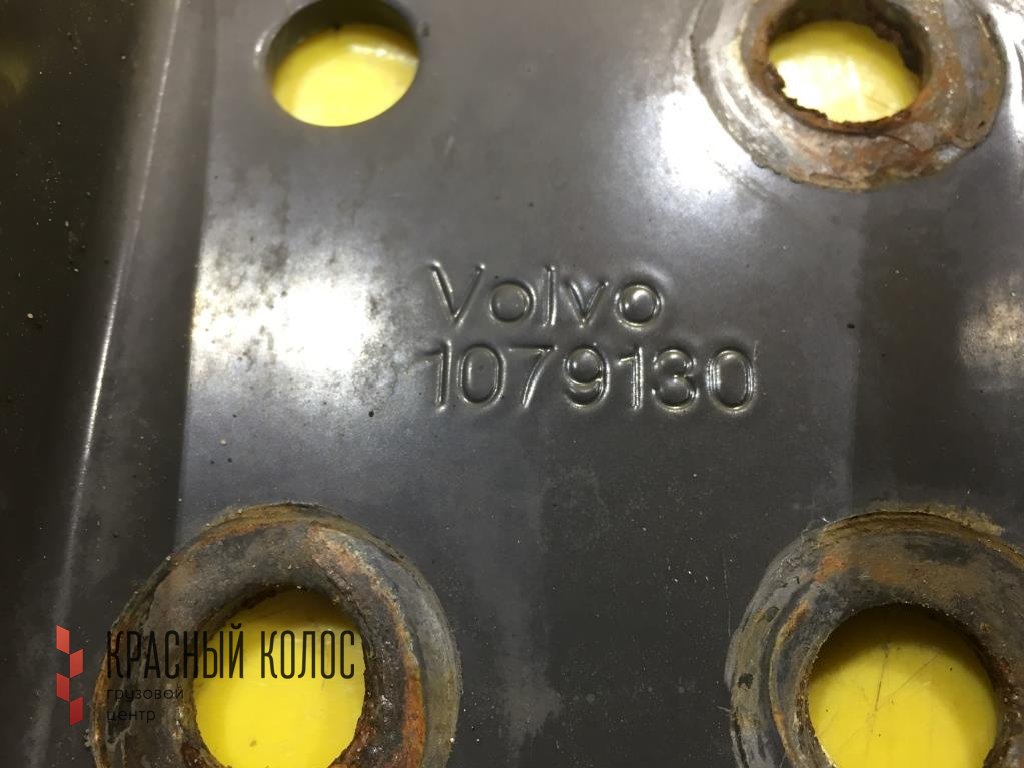 Volvo
1079130
КРАСНЫЙ КОЛОС
грузовой
центр